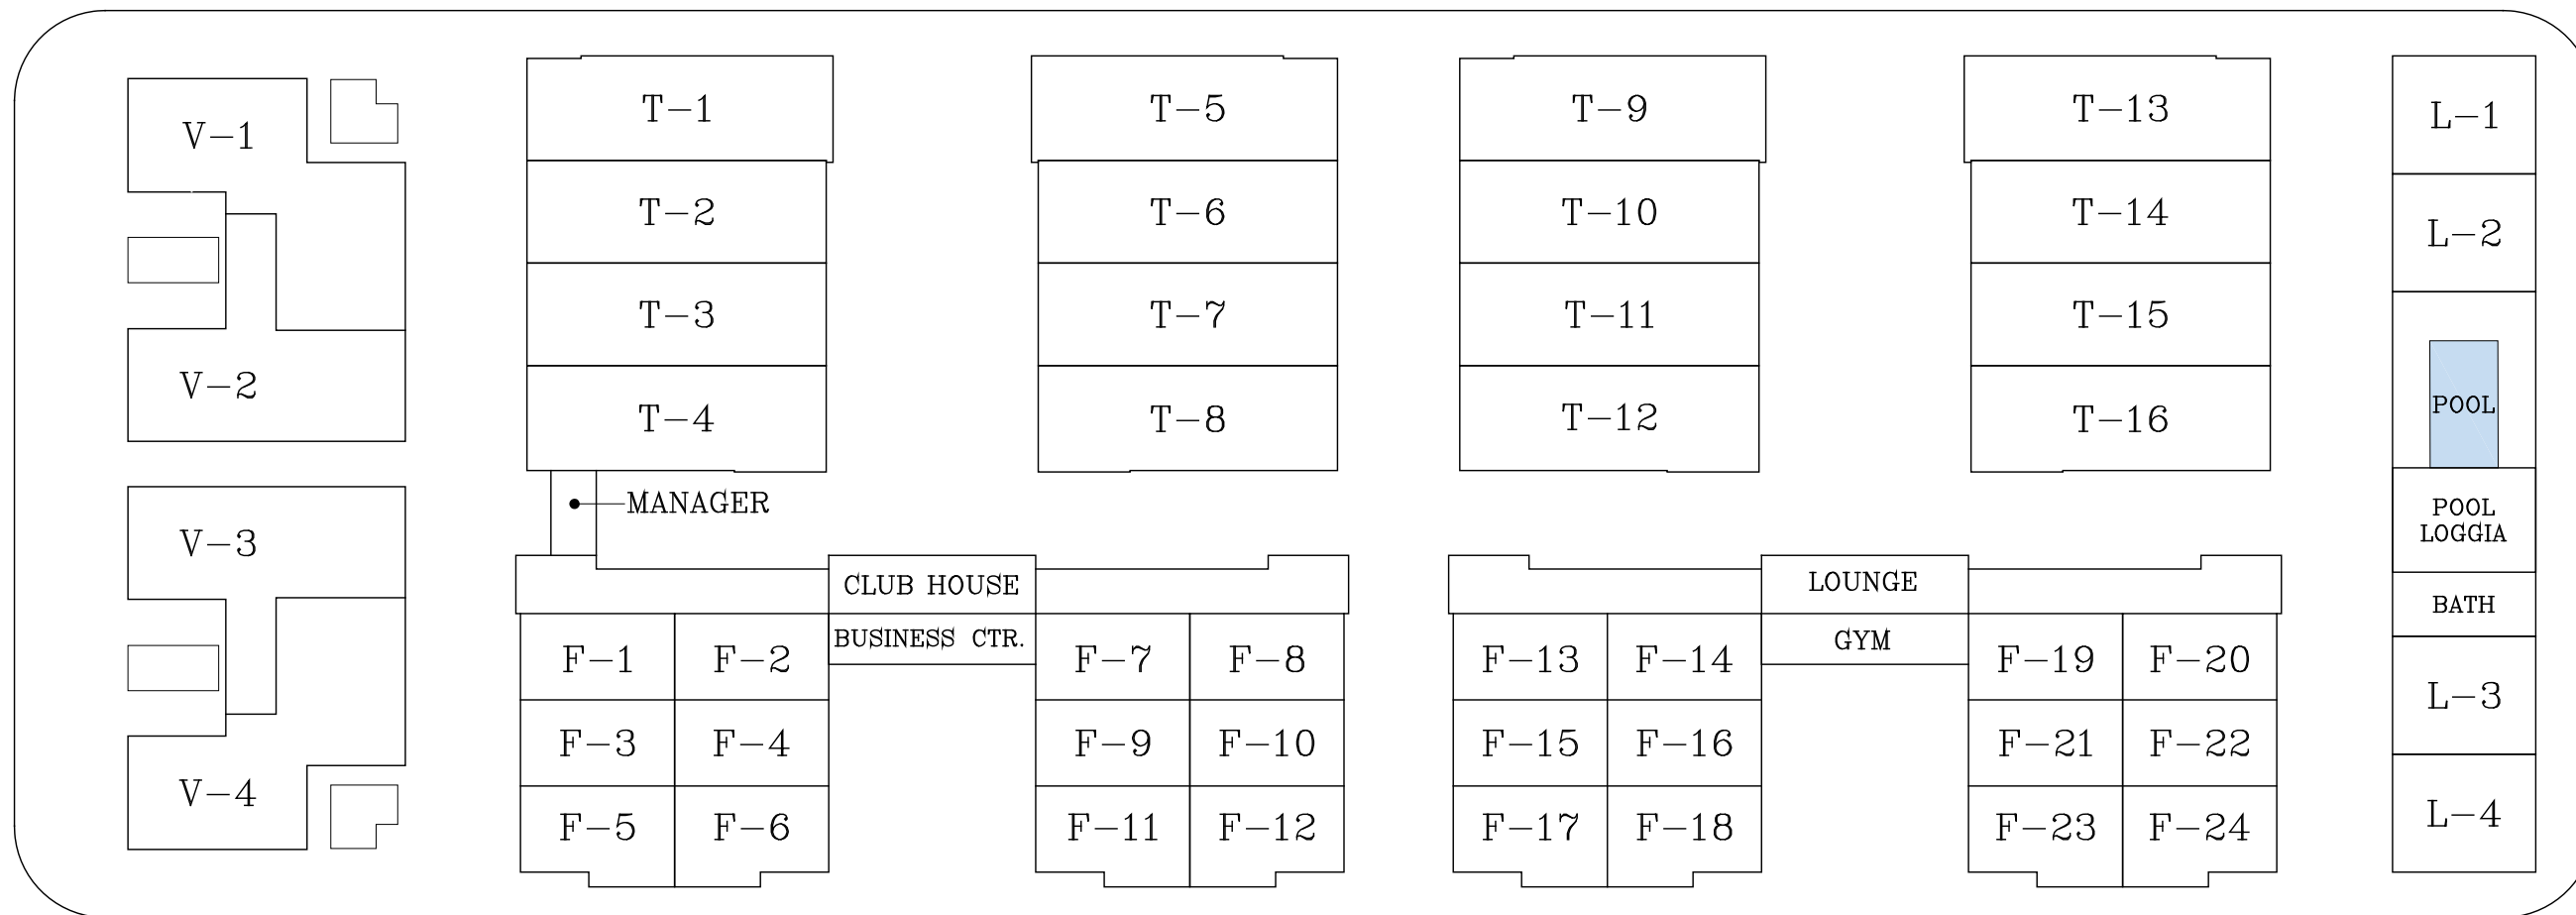 V-1
V-2
V-3
V-4
T-1
T-2
T-3
T-4
MANAGER
T-5
T-6
T-7
T-8
T-9
T-10
T-11
T-12
T-13
T-14
T-15
T-16
CLUB HOUSE
BUSINESS CTR.
F-1
F-2
F-3
F-4
F-5
F-6
F-7
F-8
F-9
F-10
F-11
F-12
LOUNGE
GYM
F-13
F-14
F-15
F-16
F-17
F-18
F-19
F-20
F-21
F-22
F-23
F-24
L-1
L-2
POOL
POOL
LOGGIA
BATH
L-3
L-4